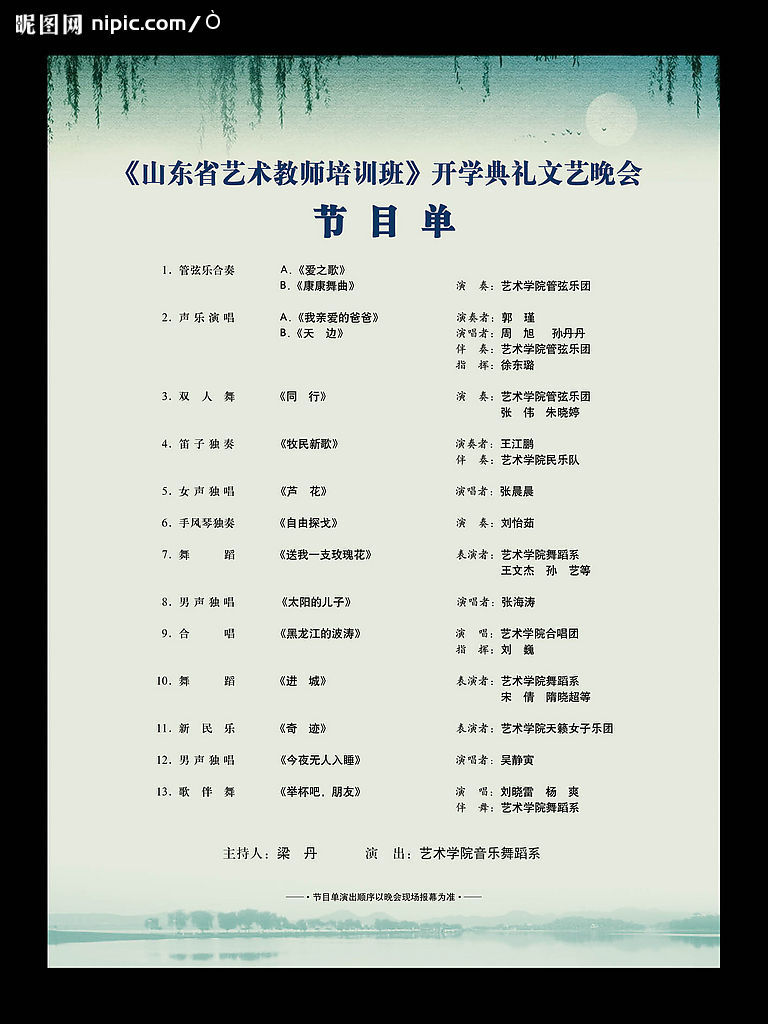 昵图网 nipic.com/Ò
《山东省艺术教师培训班》开学典礼文艺晚会
节目单
1. 管弦乐合奏 A.《爱之歌》
B.《康康舞曲》 演 奏：艺术学院管弦乐团
2. 声乐演唱 A.《我亲爱的爸爸》 演奏者：郭 瑾
B.《天 边》 演唱者：周 旭 孙丹丹
伴 奏：艺术学院管弦乐团
指 挥：徐东璐
3. 双人舞 《同 行》 演 奏：艺术学院管弦乐团
张 伟 朱晓婷
4. 笛子独奏 《牧民新歌》 演奏者：王江鹏
伴 奏：艺术学院民乐队
5. 女声独唱 《芦 花》 演唱者：张晨晨
6. 手风琴独奏 《自由探戈》 演 奏：刘怡茹
7. 舞 蹈 《送我一支玫瑰花》 表演者：艺术学院舞蹈系
王文杰 孙 艺等
8. 男声独唱 《太阳的儿子》 演唱者：张海涛
9. 合 唱 《黑龙江的波涛》 演 唱：艺术学院合唱团
指 挥：刘 巍
10. 舞 蹈 《进 城》 表演者：艺术学院舞蹈系
宋 倩 隋晓超等
11. 新民乐 《奇 迹》 表演者：艺术学院天籁女子乐团
12. 男声独唱 《今夜无人入睡》 演唱者：吴静寅
13. 歌伴舞 《举杯吧，朋友》 演 唱：刘晓雷 杨 爽
伴 舞：艺术学院舞蹈系
主持人：梁 丹 演 出：艺术学院音乐舞蹈系
——·节目单演出顺序以晚会现场报幕为准·——